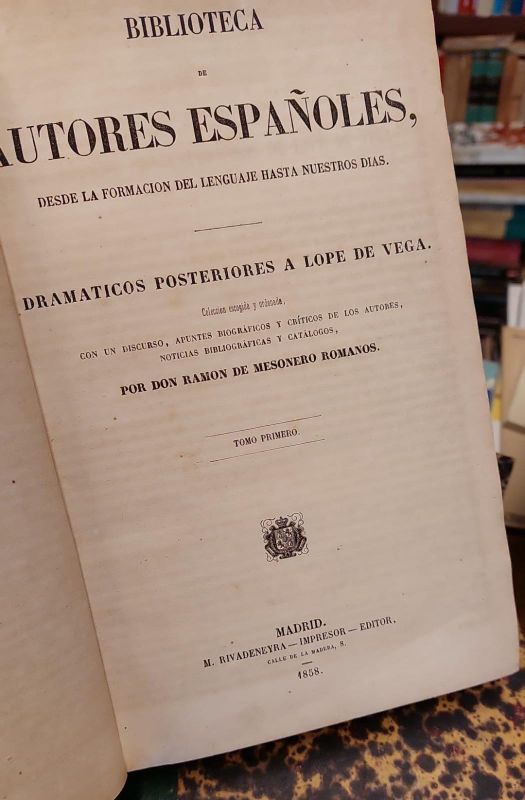 BIBLIOTECA
DE
AUTORES ESPAÑOLES,
DESDE LA FORMACION DEL LENGUAJE HASTA NUESTROS DIAS.
DRAMATICOS POSTERIORES A LOPE DE VEGA.
Coleccion escogida y ordenada,
CON UN DISCURSO, APUNTES BIOGRÁFICOS Y CRÍTICOS DE LOS AUTORES,
NOTICIAS BIBLIOGRÁFICAS Y CATÁLOGOS,
POR DON RAMON DE MESONERO ROMANOS.
TOMO PRIMERO.
MADRID.
M. RIVADENEYRA—IMPRESOR—EDITOR,
CALLE DE LA MADERA, 8.
1858.